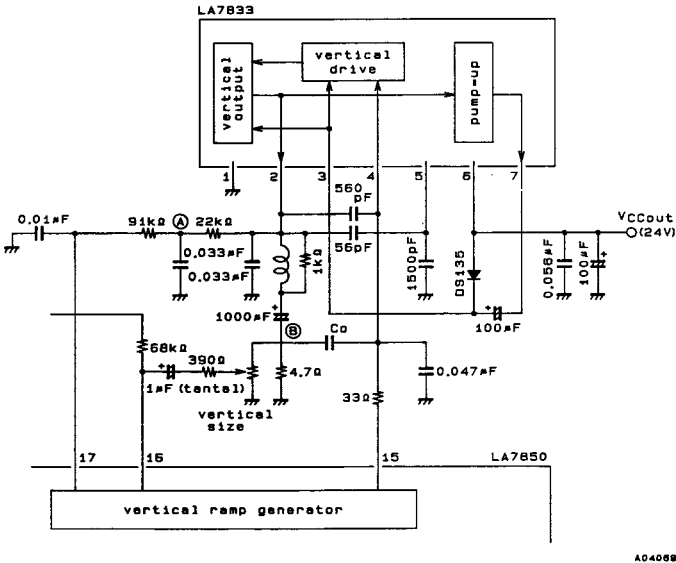 LA7833
vertical
output
vertical
drive
pump-up
1
2
3
4
5
6
7
560
pF
0.01μF
91kΩ
A
22kΩ
56pF
VCCout
(24V)
0.033μF
0.033μF
1kΩ
1500pF
DS135
0.056μF
100μF
1000μF
B
Co
100μF
68kΩ
390Ω
1μF (tantal)
4.7Ω
0.047μF
vertical
size
33Ω
17
16
15
LA7850
vertical ramp generator
A04069